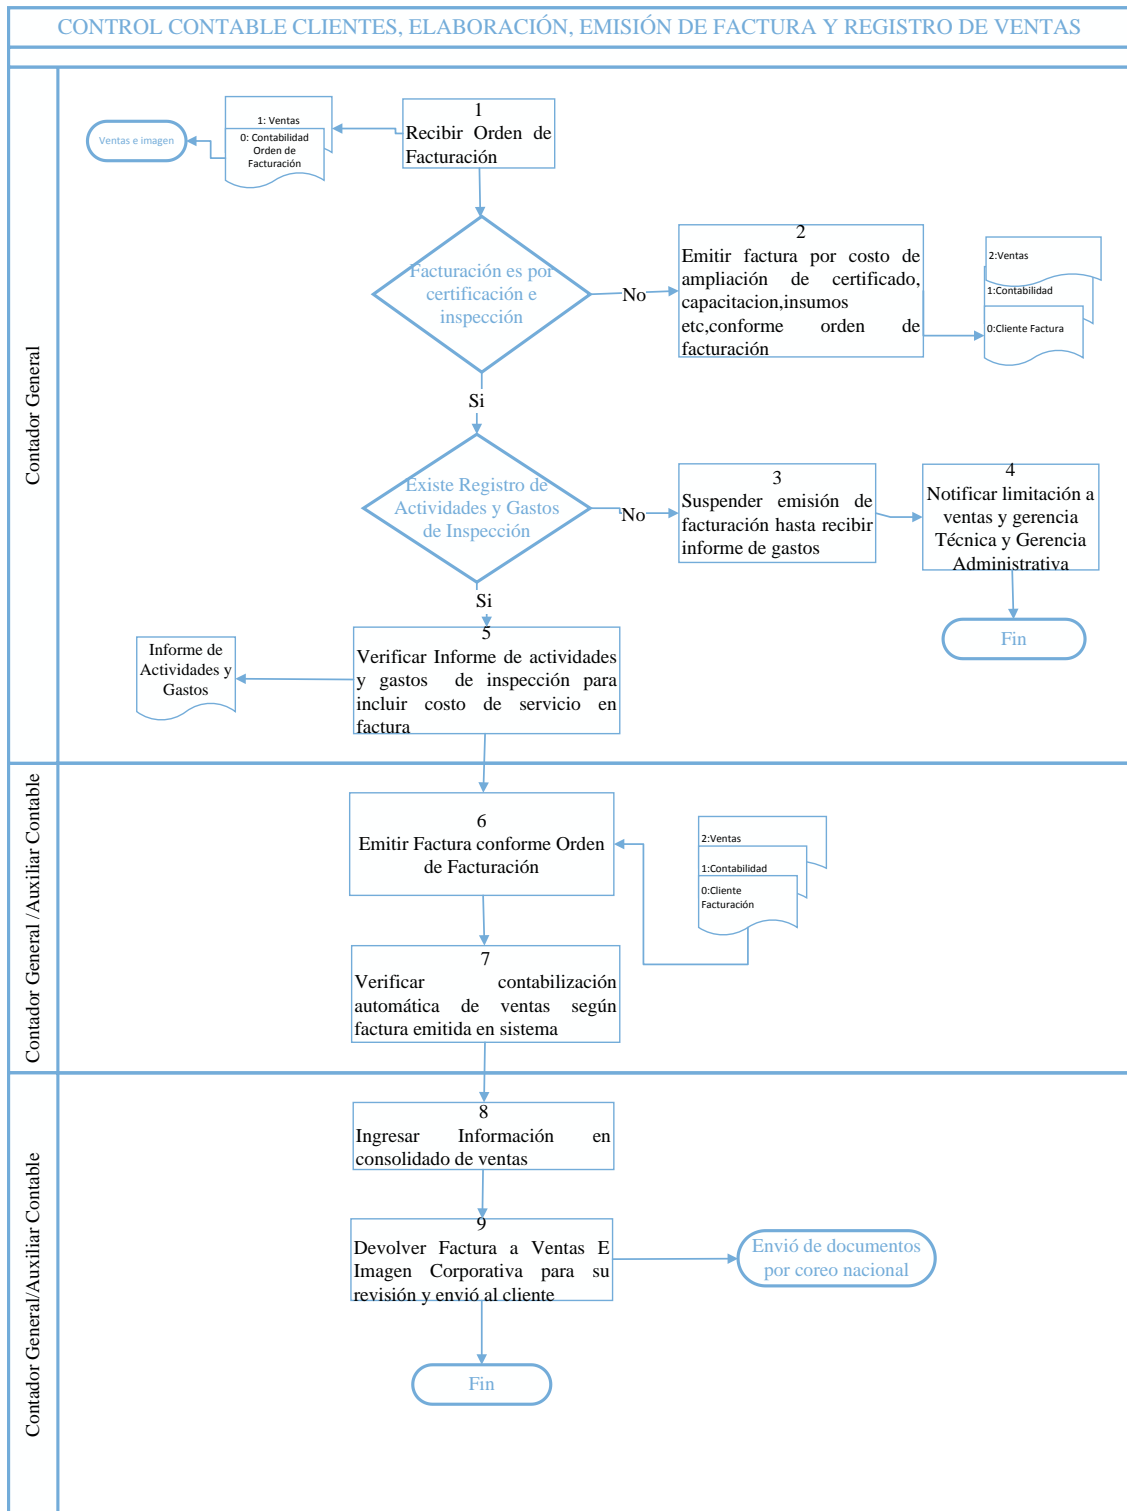 CONTROL CONTABLE CLIENTES, ELABORACIÓN, EMISIÓN DE FACTURA Y REGISTRO DE VENTAS
Contador General
Ventas e imagen
1: Ventas
0: Contabilidad
Orden de
Facturación
1
Recibir Orden de
Facturación
Facturación es por
certificación e
inspección
No
2
Emitir factura por costo de
ampliación de certificado,
capacitacion,insumos
etc,conforme orden de
facturación
2:Ventas
1:Contabilidad
0:Cliente Factura
Si
Existe Registro de
Actividades y Gastos
de Inspección
No
3
Suspender emisión de
facturación hasta recibir
informe de gastos
4
Notificar limitación a
ventas y gerencia
Técnica y Gerencia
Administrativa
Fin
Si
5
Verificar Informe de actividades
y gastos de inspección para
incluir costo de servicio en
factura
Informe de
Actividades y
Gastos
Contador General /Auxiliar Contable
6
Emitir Factura conforme Orden
de Facturación
2:Ventas
1:Contabilidad
0:Cliente
Facturación
7
Verificar contabilización
automática de ventas según
factura emitida en sistema
Contador General/Auxiliar Contable
8
Ingresar Información en
consolidado de ventas
9
Devolver Factura a Ventas E
Imagen Corporativa para su
revisión y envió al cliente
Envió de documentos
por coreo nacional
Fin